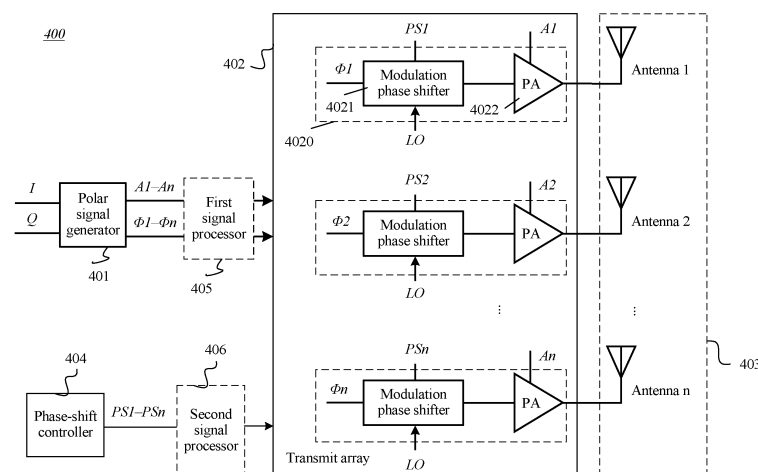 400
402
PS1
A1
Φ1
Modulation
phase shifter
4021
PA
4022
4020
LO
Antenna 1
I
Q
Polar
signal
generator
401
A1–An
Φ1–Φn
First
signal
processor
405
PS2
A2
Φ2
Modulation
phase shifter
PA
LO
Antenna 2
...
...
404
Phase-shift
controller
PS1–PSn
406
Second
signal
processor
PSn
An
Φn
Modulation
phase shifter
PA
LO
Antenna n
403
Transmit array